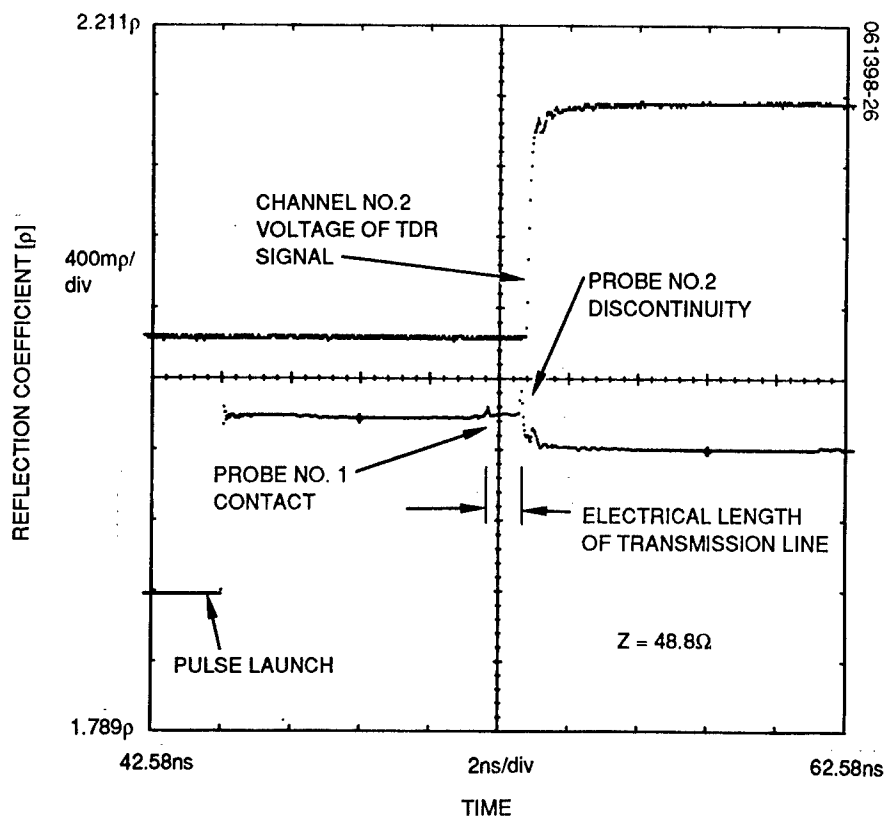 2.211ρ
061398-26
CHANNEL NO.2
VOLTAGE OF TDR
SIGNAL
REFLECTION COEFFICIENT [ρ]
400mρ/
div
PROBE NO.2
DISCONTINUITY
PROBE NO. 1
CONTACT
ELECTRICAL LENGTH
OF TRANSMISSION LINE
Z = 48.8Ω
PULSE LAUNCH
1.789ρ
42.58ns
2ns/div
62.58ns
TIME